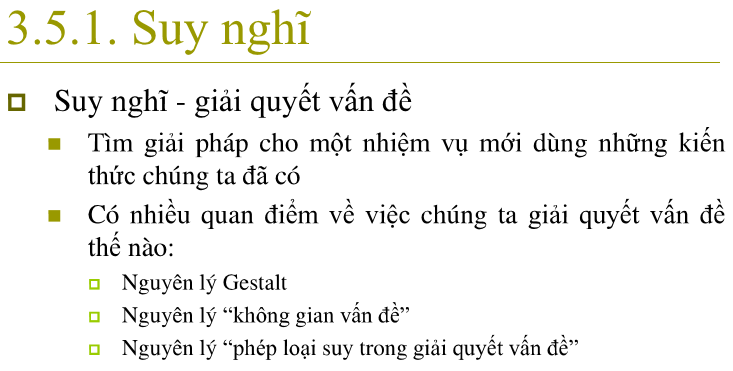 3.5.1. Suy nghĩ
Suy nghĩ - giải quyết vấn đề
Tìm giải pháp cho một nhiệm vụ mới dùng những kiến
thức chúng ta đã có
Có nhiều quan điểm về việc chúng ta giải quyết vấn đề
thế nào:
Nguyên lý Gestalt
Nguyên lý “không gian vấn đề”
Nguyên lý “phép loại suy trong giải quyết vấn đề”